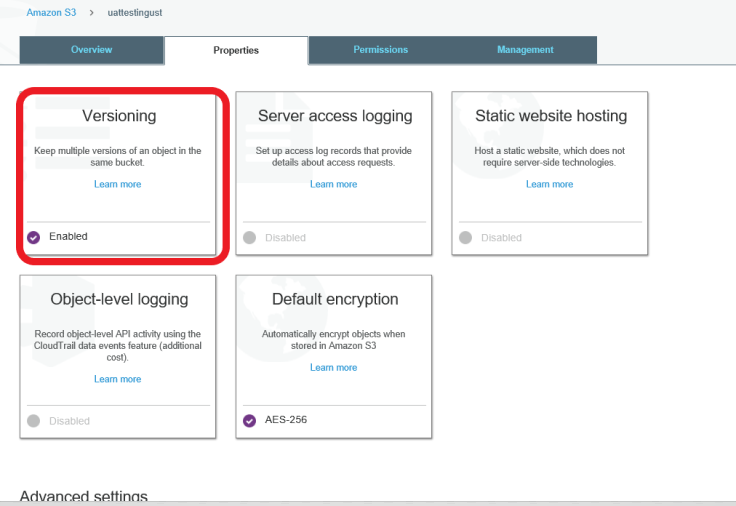 Amazon S3 > uattestingust
Overview Properties Permissions Management
Versioning
Keep multiple versions of an object in the
same bucket.
Learn more
Enabled
Server access logging
Set up access log records that provide
details about access requests.
Learn more
Disabled
Static website hosting
Host a static website, which does not
require server-side technologies.
Learn more
Disabled
Object-level logging
Record object-level API activity using the
CloudTrail data events feature (additional
cost).
Learn more
Disabled
Default encryption
Automatically encrypt objects when
stored in Amazon S3
Learn more
AES-256
Advanced settings